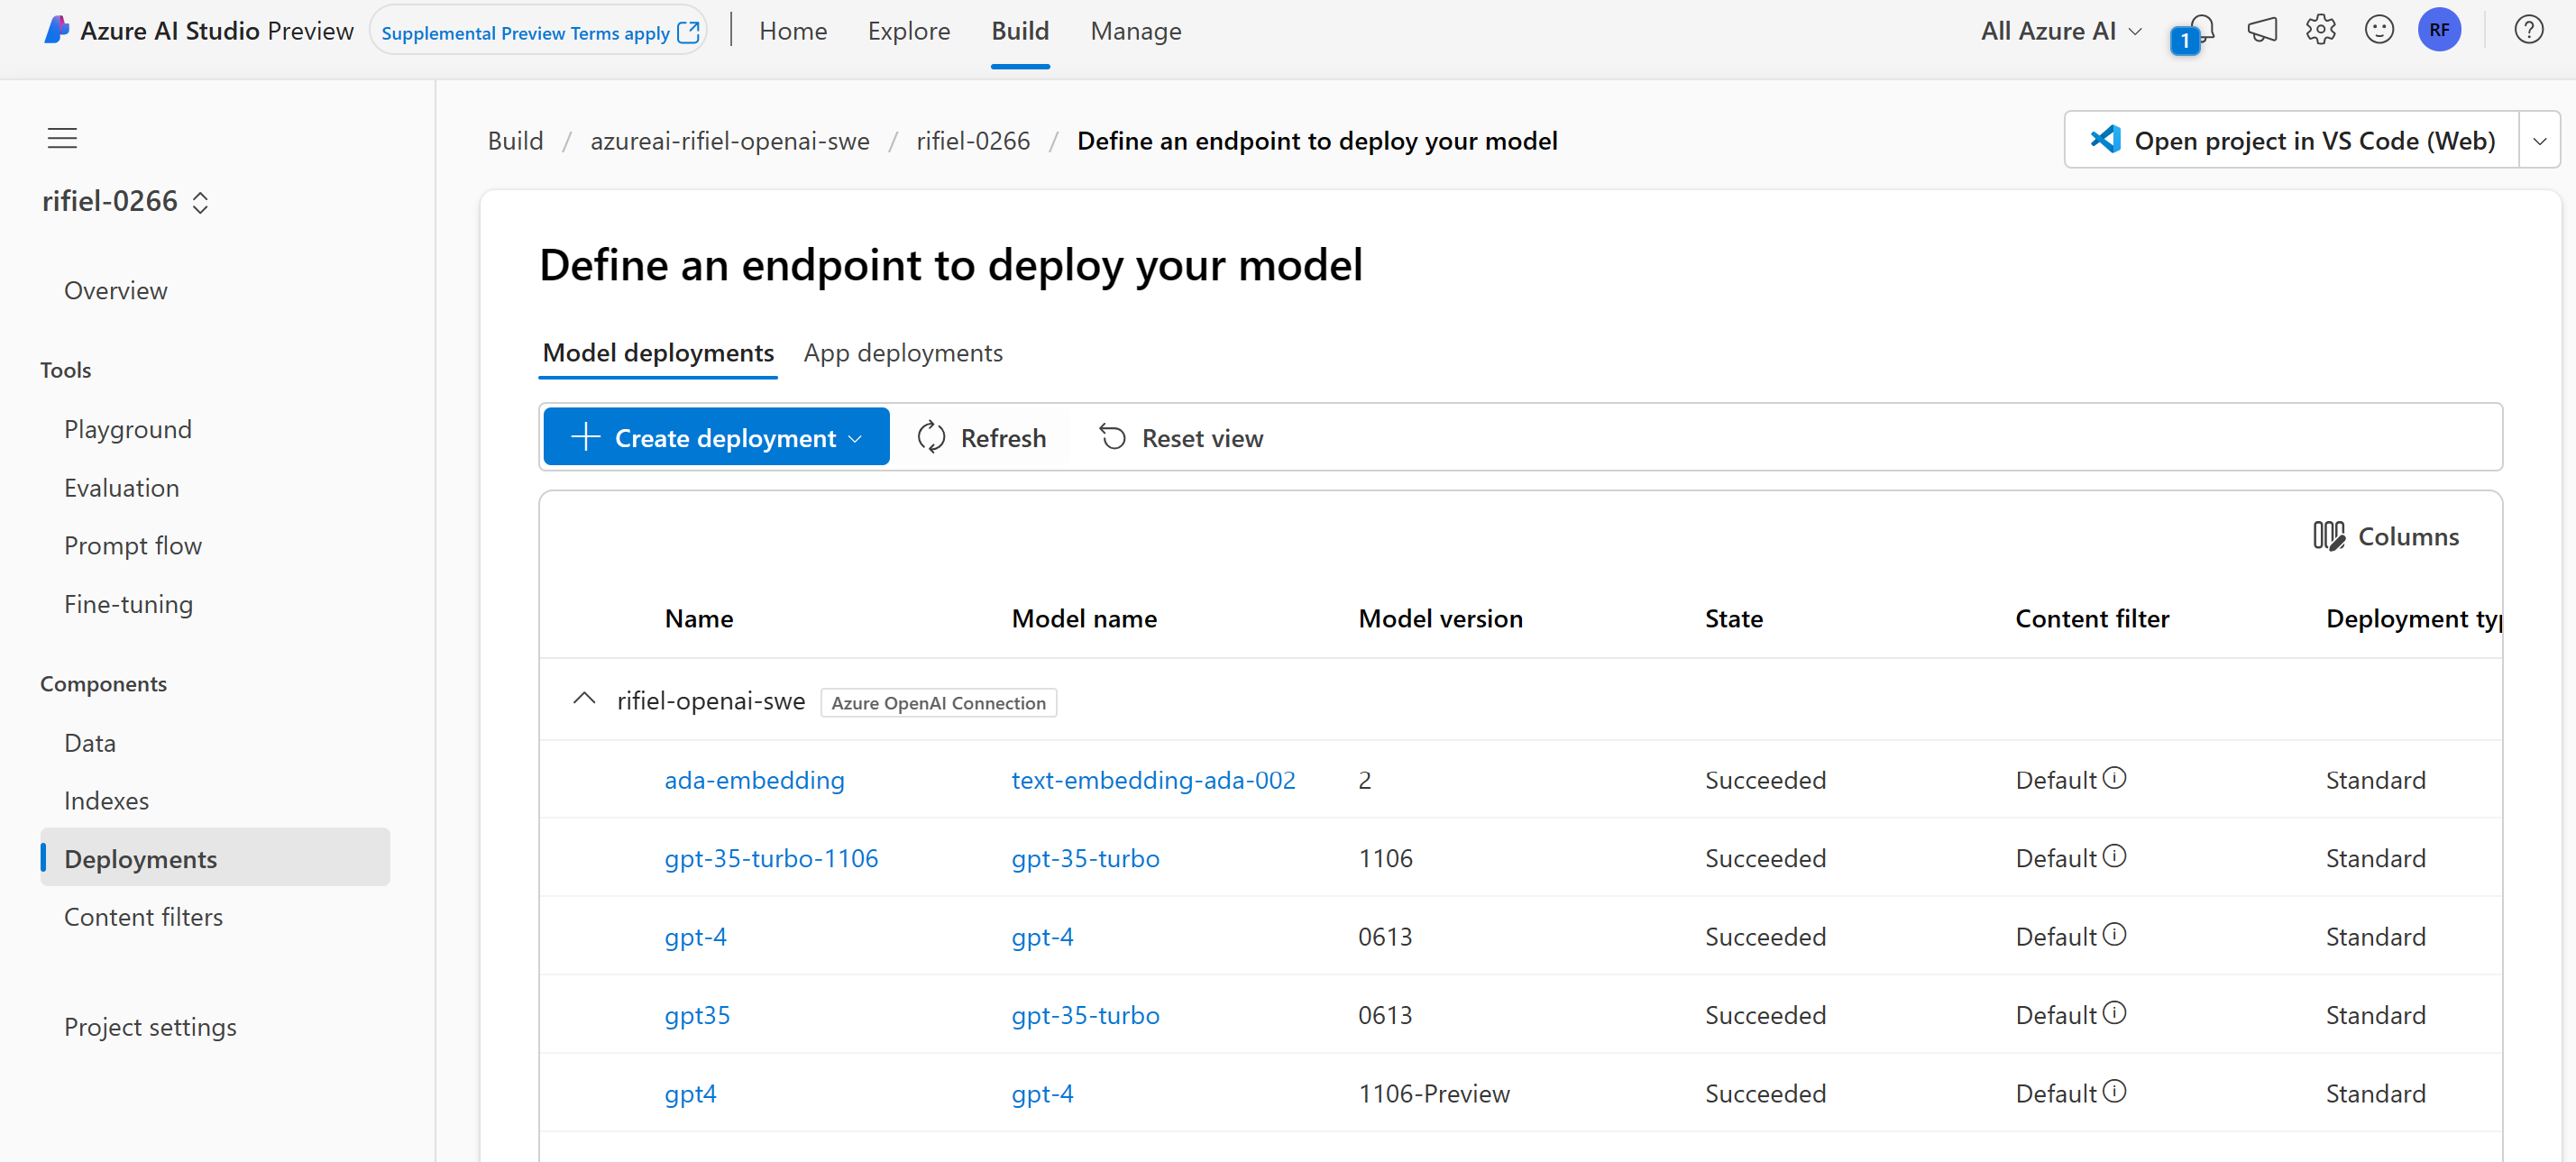 Azure AI Studio Preview
Supplemental Preview Terms apply
Home
Explore
Build
Manage
All Azure AI
1
RF
rifiel-0266
Overview
Tools
Playground
Evaluation
Prompt flow
Fine-tuning
Components
Data
Indexes
Deployments
Content filters
Project settings
Build / azureai-rifiel-openai-swe / rifiel-0266 / Define an endpoint to deploy your model
Open project in VS Code (Web)
Define an endpoint to deploy your model
Model deployments
App deployments
Create deployment
Refresh
Reset view
Columns
Name Model name Model version State Content filter Deployment typ
rifiel-openai-swe Azure OpenAI Connection
ada-embedding text-embedding-ada-002 2 Succeeded Default Standard
gpt-35-turbo-1106 gpt-35-turbo 1106 Succeeded Default Standard
gpt-4 gpt-4 0613 Succeeded Default Standard
gpt35 gpt-35-turbo 0613 Succeeded Default Standard
gpt4 gpt-4 1106-Preview Succeeded Default Standard